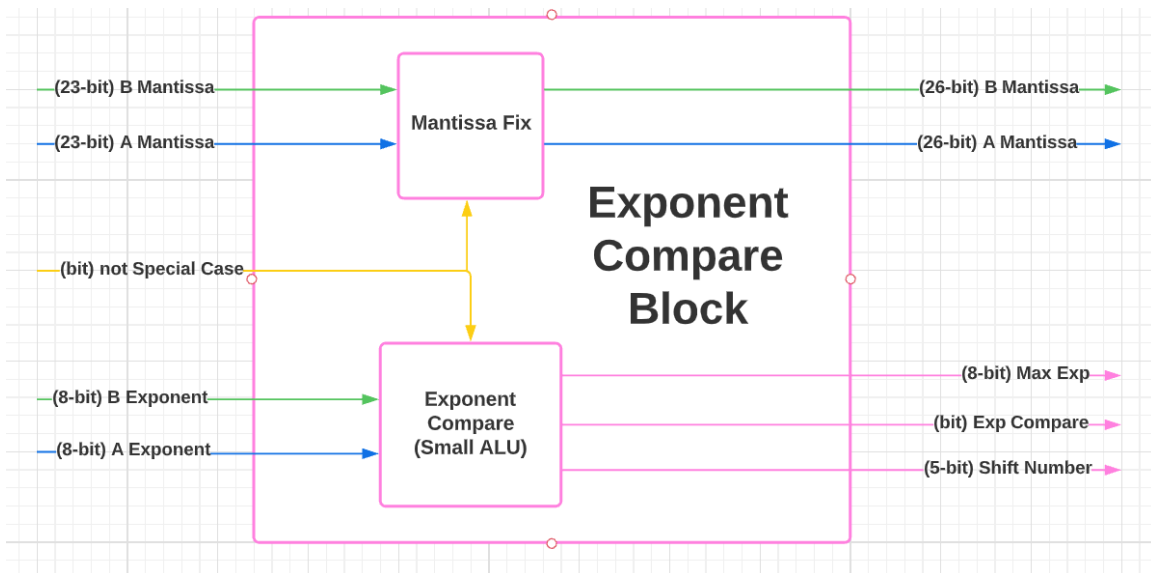 (23-bit) B Mantissa
(26-bit) B Mantissa
Mantissa Fix
(23-bit) A Mantissa
(26-bit) A Mantissa
Exponent
Compare
Block
(bit) not Special Case
(8-bit) Max Exp
(8-bit) B Exponent
Exponent
Compare
(Small ALU)
(bit) Exp Compare
(8-bit) A Exponent
(5-bit) Shift Number